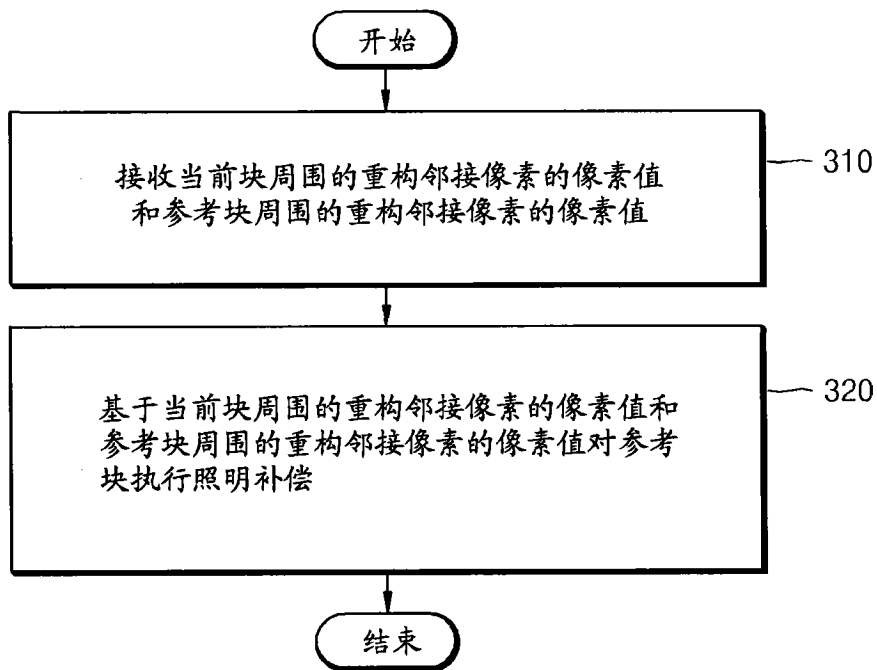 开始
接收当前块周围的重构邻接像素的像素值
和参考块周围的重构邻接像素的像素值
310
基于当前块周围的重构邻接像素的像素值和
参考块周围的重构邻接像素的像素值对参考
块执行照明补偿
320
结束